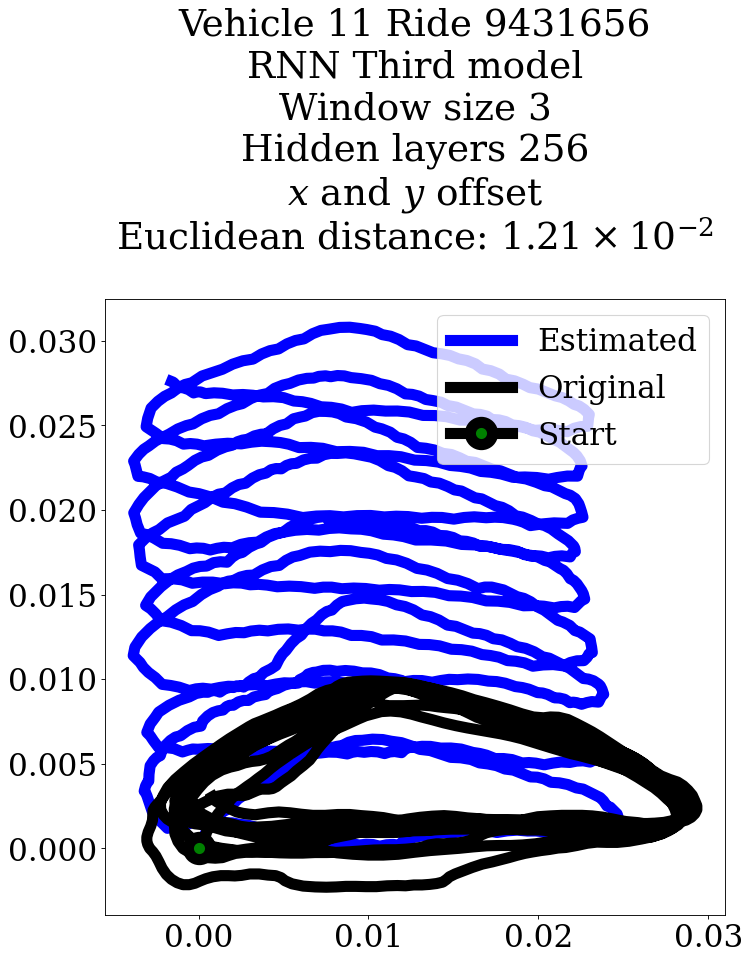 Vehicle 11 Ride 9431656
RNN Third model
Window size 3
Hidden layers 256
x and y offset
Euclidean distance: 1.21 × 10⁻²
Estimated
Original
Start
0.030
0.025
0.020
0.015
0.010
0.005
0.000
0.00 0.01 0.02 0.03